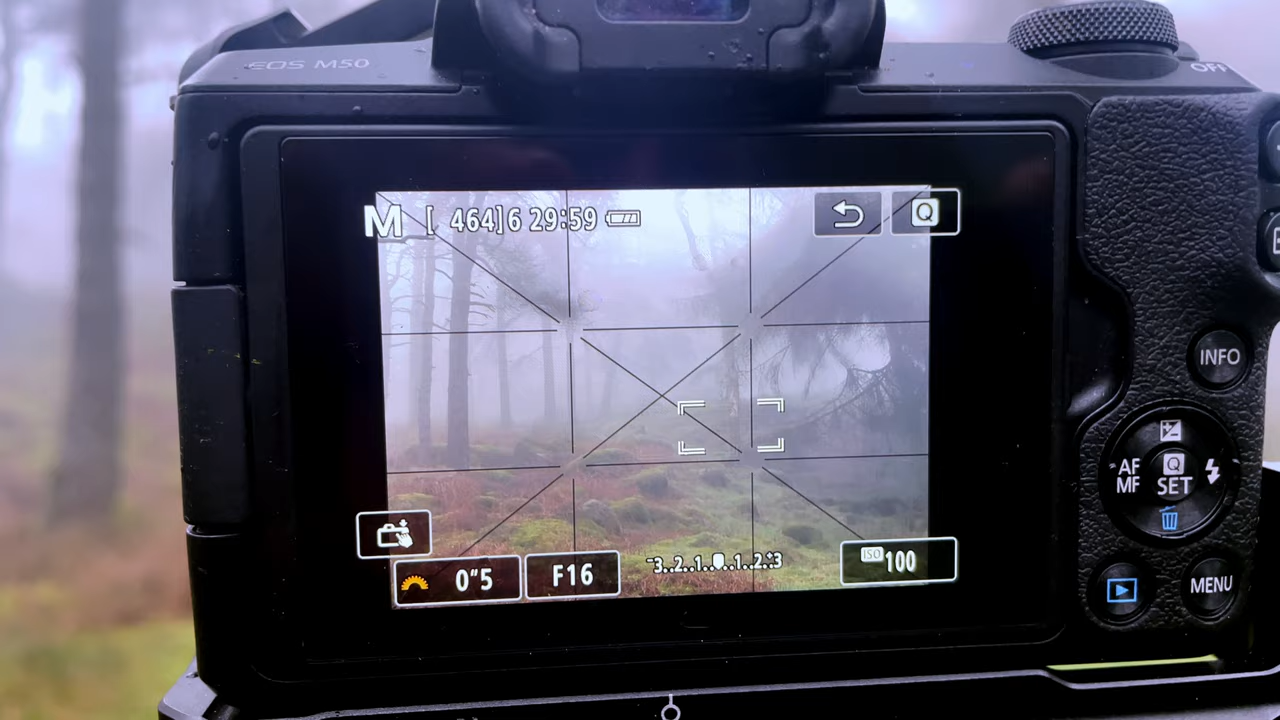 EOS M50
OFF
M [ 464]6 29:59
Q
INFO
AF
MF
Q
SET
0"5 F16 -3..2..1..0..1..2..+3 ISO 100
MENU